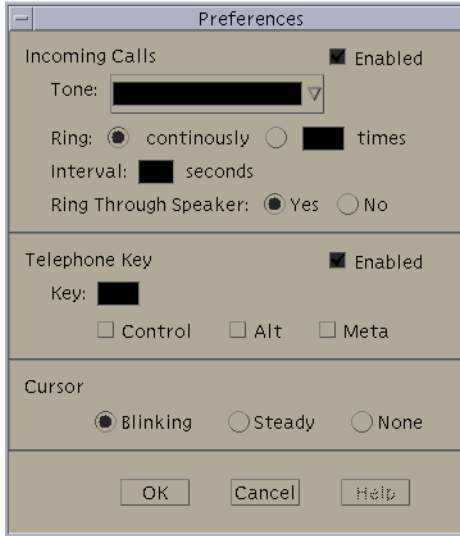 Preferences
Incoming Calls Enabled
Tone:
Ring: continously times
Interval: seconds
Ring Through Speaker: Yes No
Telephone Key Enabled
Key:
Control Alt Meta
Cursor
Blinking Steady None
OK Cancel Help